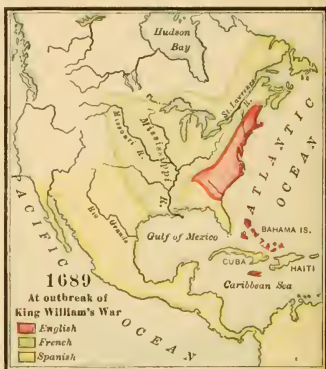 Hudson
Bay
St. Lawrence
R.
Missouri R.
Mississippi
R.
ATLANTIC
OCEAN
PACIFIC
OCEAN
Rio
Grande
Gulf of Mexico
BAHAMA IS.
CUBA
HAITI
Caribbean Sea
1689
At outbreak of
King William's War
English
French
Spanish